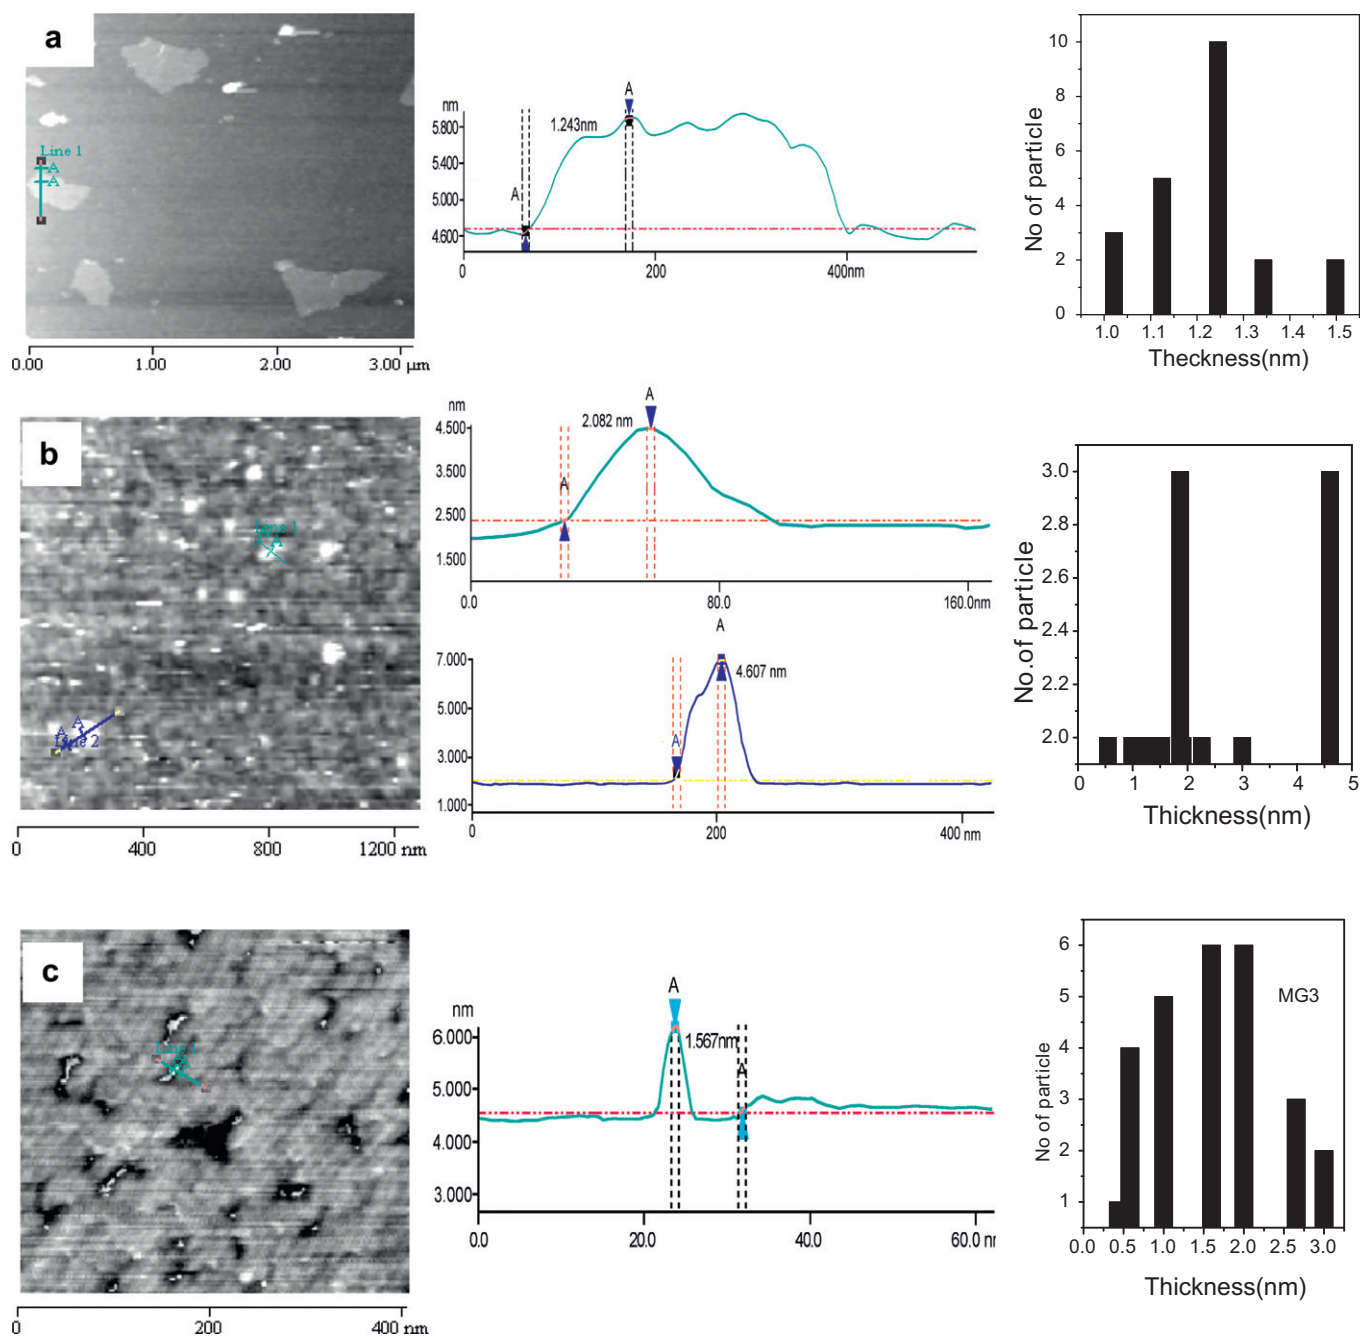 a
Line 1
A
A
0.00 1.00 2.00 3.00 µm
nm
5.800
5.400
5.000
4.600
A
1.243nm
A
0 200 400nm
No of particle
10
8
6
4
2
0
1.0 1.1 1.2 1.3 1.4 1.5
Theckness(nm)
b
Line 1
A
A
A
Line 2
0 400 800 1200 nm
nm
4.500
3.500
2.500
1.500
A
2.082 nm
A
0.0 80.0 160.0nm
A
7.000
5.000
3.000
1.000
4.607 nm
A
0 200 400 nm
No.of particle
3.0
2.8
2.6
2.4
2.2
2.0
0 1 2 3 4 5
Thickness(nm)
c
A
A
0 200 400 nm
nm
6.000
5.000
4.000
3.000
A
1.567nm
A
0.0 20.0 40.0 60.0
No of particle
6
5
4
3
2
1
MG3
0.0 0.5 1.0 1.5 2.0 2.5 3.0
Thickness(nm)